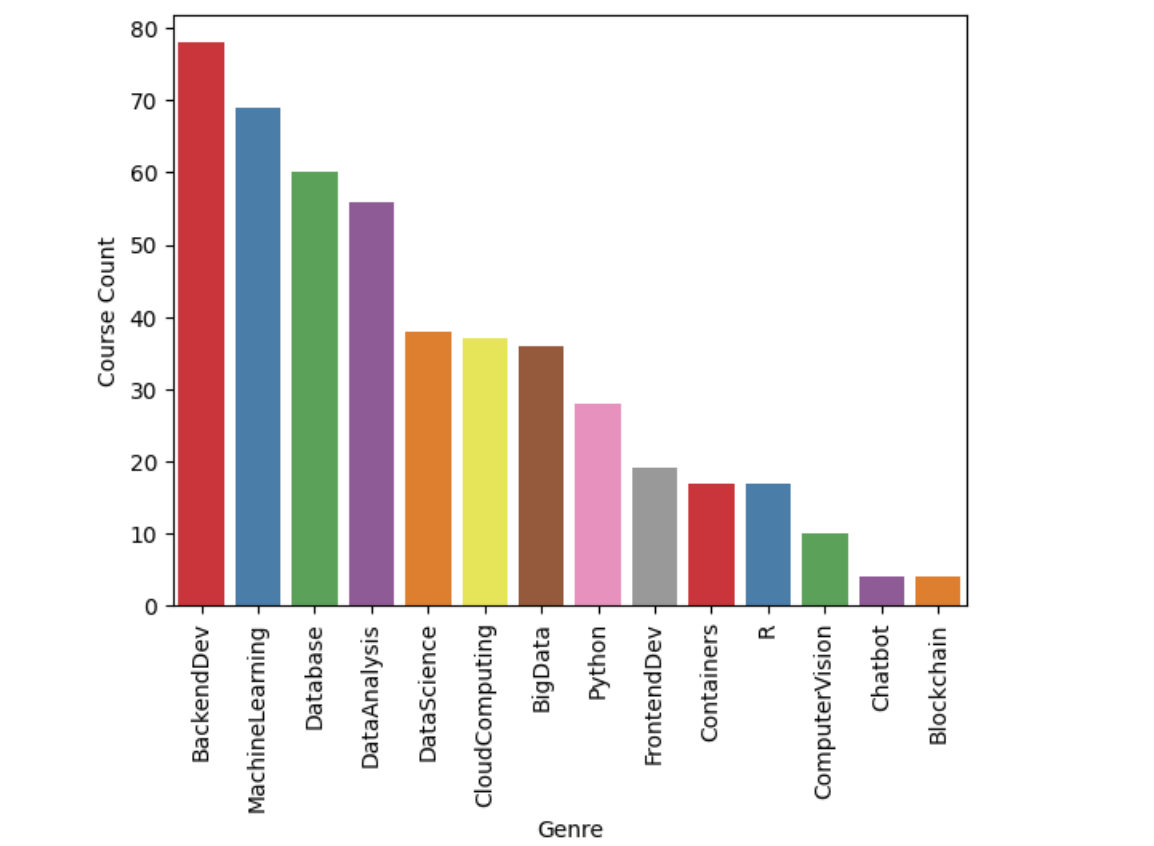 80
70
60
50
40
30
20
10
0
Course Count
BackendDev
MachineLearning
Database
DataAnalysis
DataScience
CloudComputing
BigData
Python
FrontendDev
Containers
R
ComputerVision
Chatbot
Blockchain
Genre